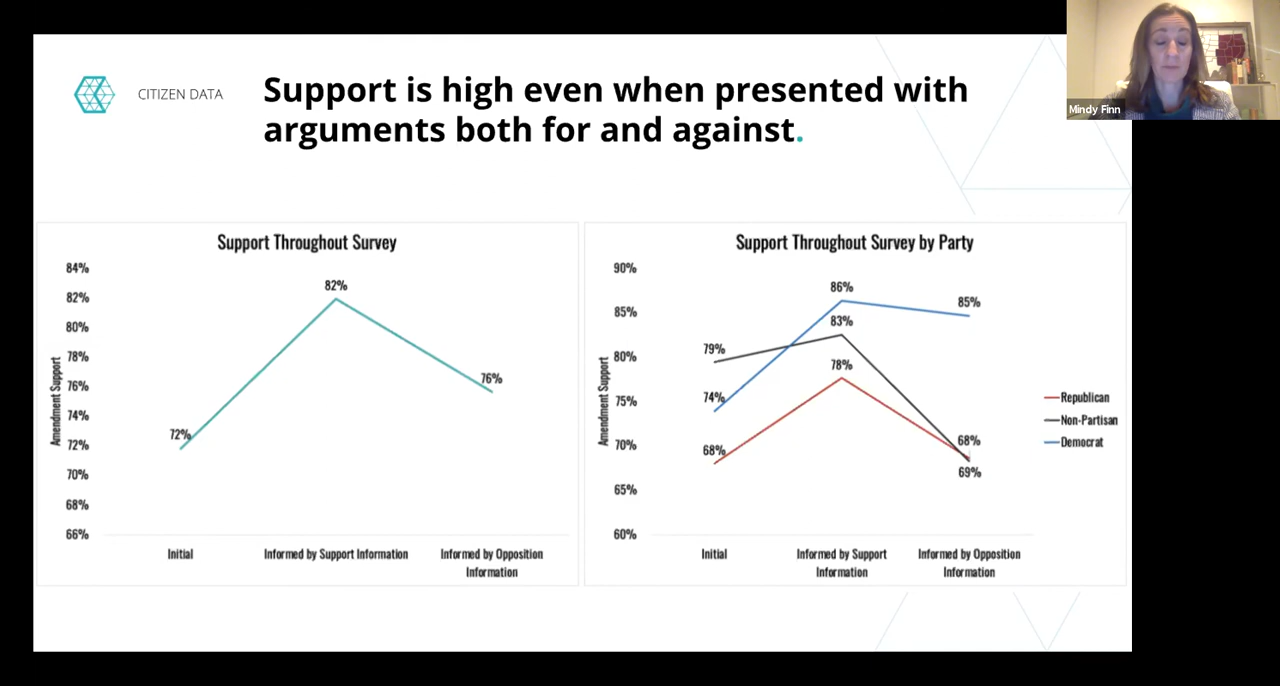 Mindy Finn
CITIZEN DATA
Support is high even when presented with
arguments both for and against.
Support Throughout Survey
Amendment Support
84%
82%
80%
78%
76%
74%
72%
70%
68%
66%
72%
82%
76%
Initial
Informed by Support Information
Informed by Opposition
Information
Support Throughout Survey by Party
Amendment Support
90%
85%
80%
75%
70%
65%
60%
79%
74%
68%
86%
83%
78%
85%
68%
69%
Initial
Informed by Support
Information
Informed by Opposition
Information
Republican
Non-Partisan
Democrat